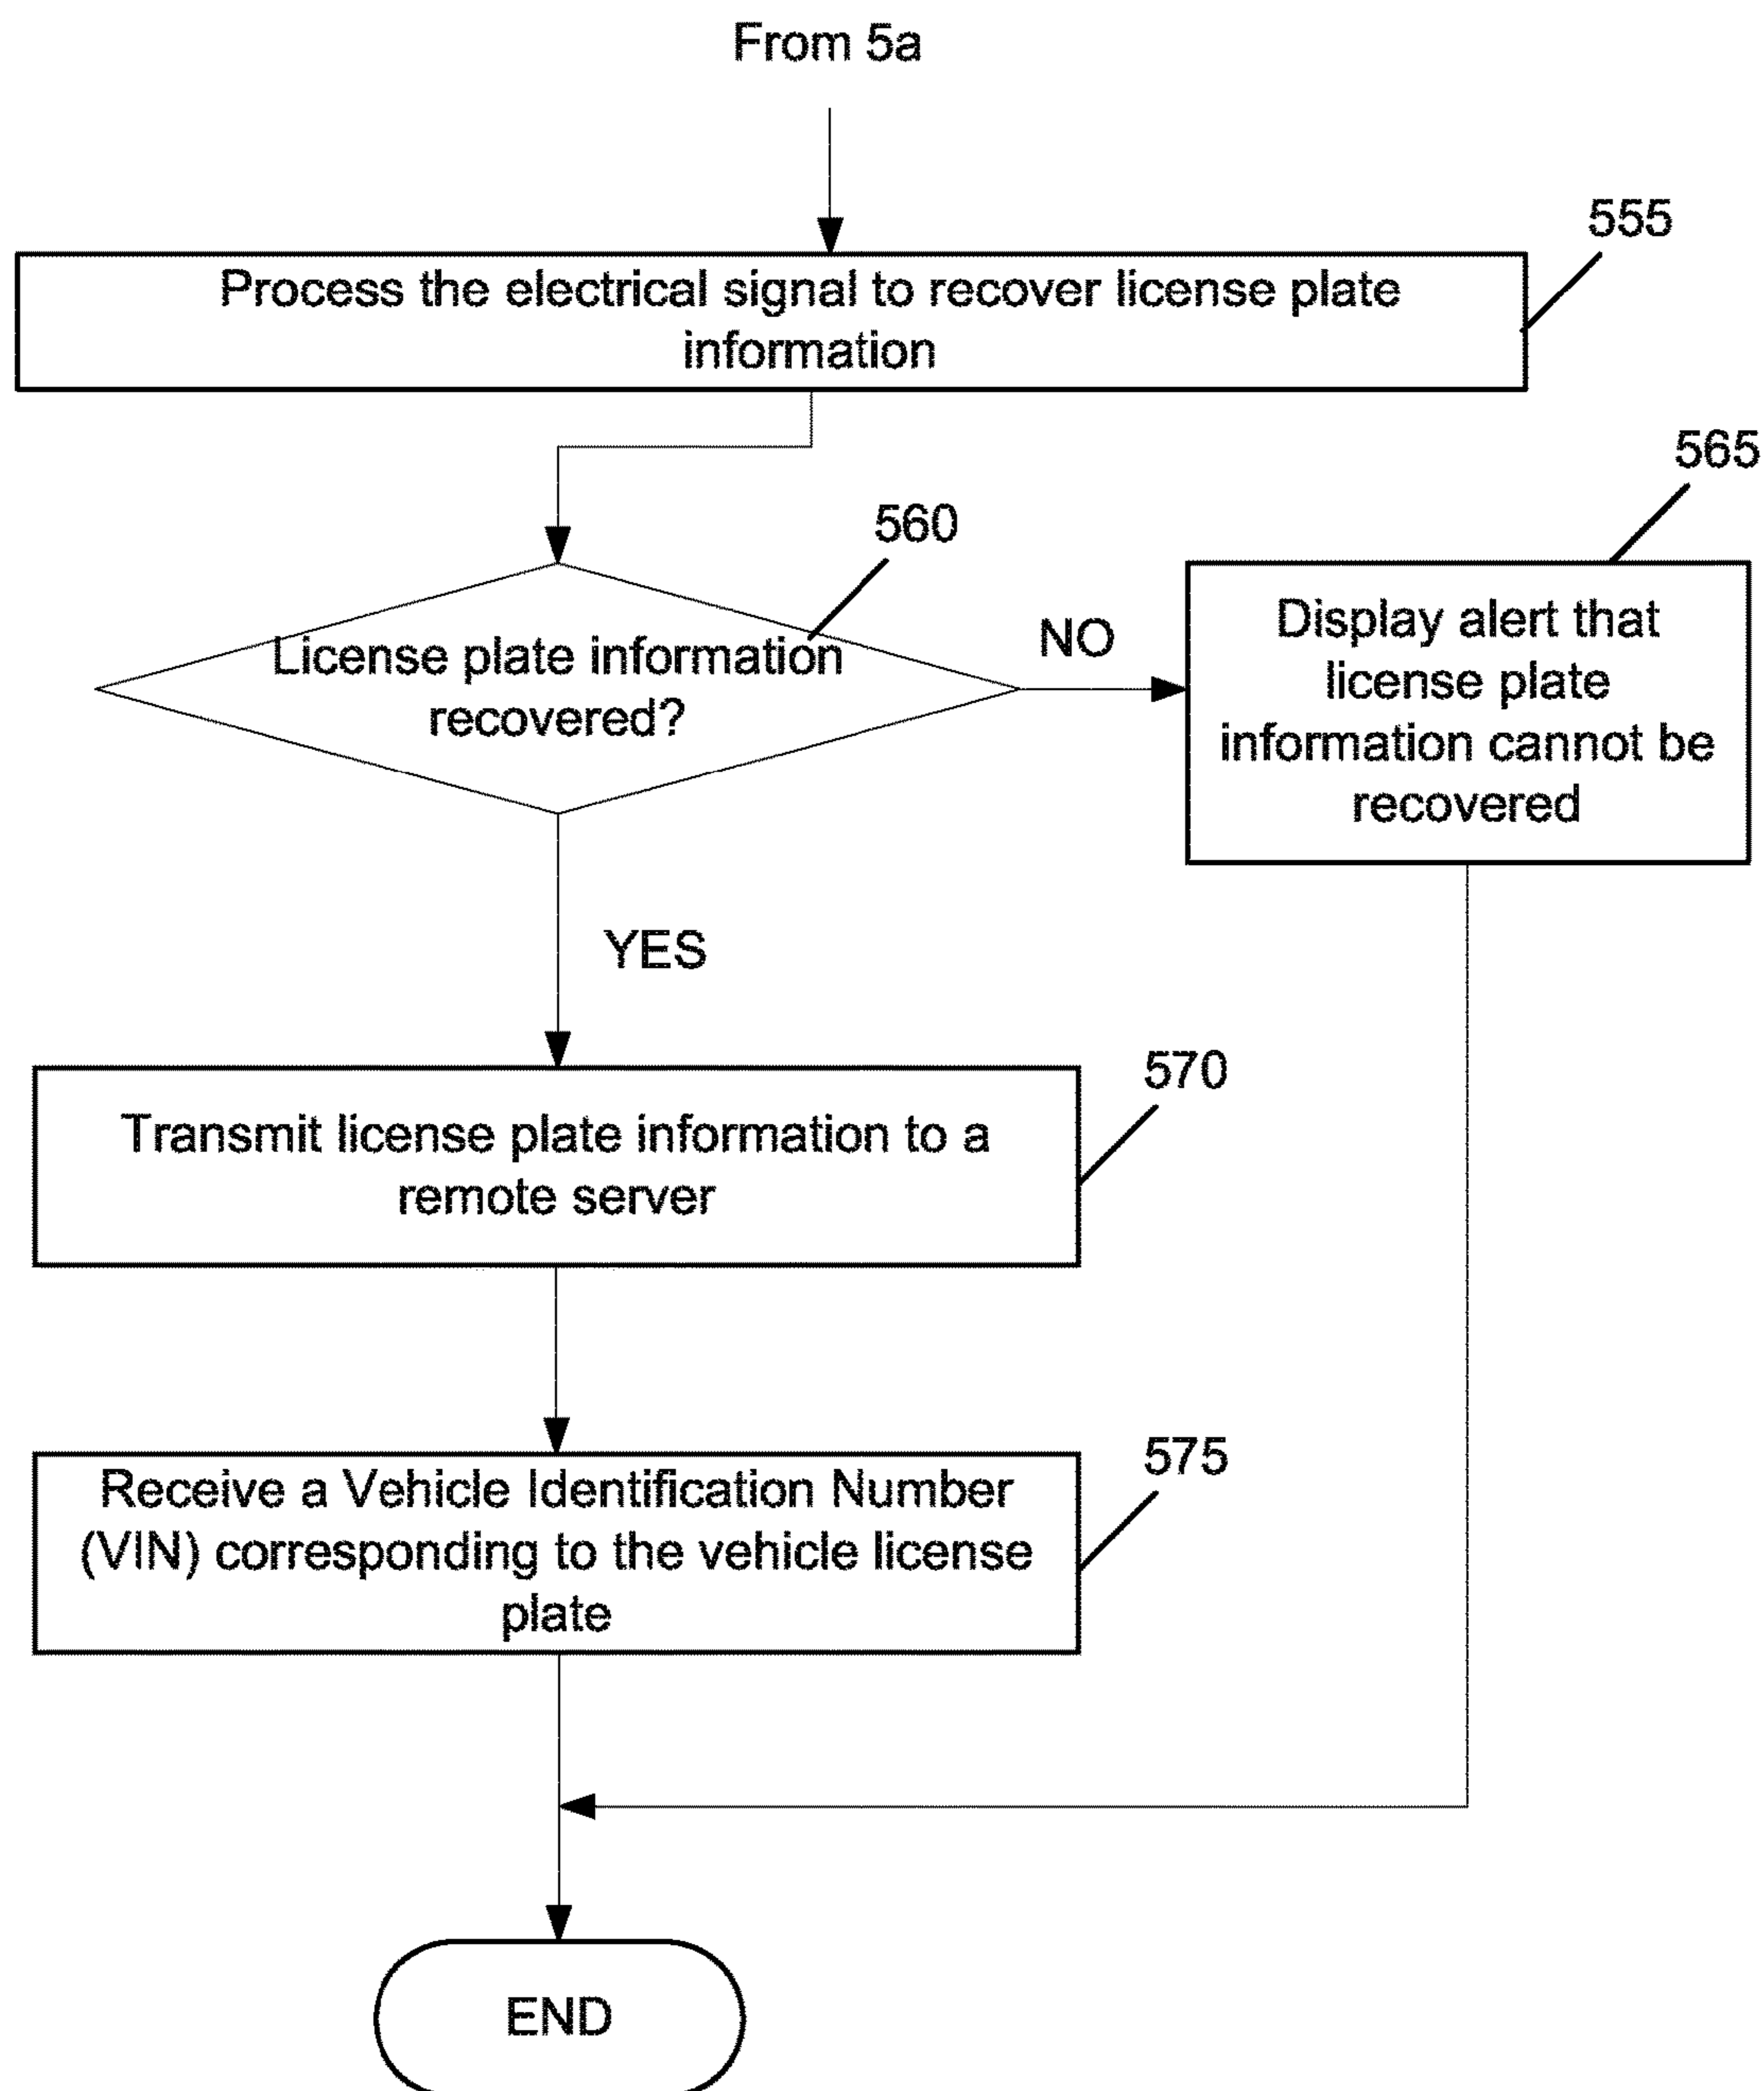 From 5a
555
Process the electrical signal to recover license plate
information
565
560
License plate information
recovered?
NO
Display alert that
license plate
information cannot be
recovered
YES
570
Transmit license plate information to a
remote server
575
Receive a Vehicle Identification Number
(VIN) corresponding to the vehicle license
plate
END